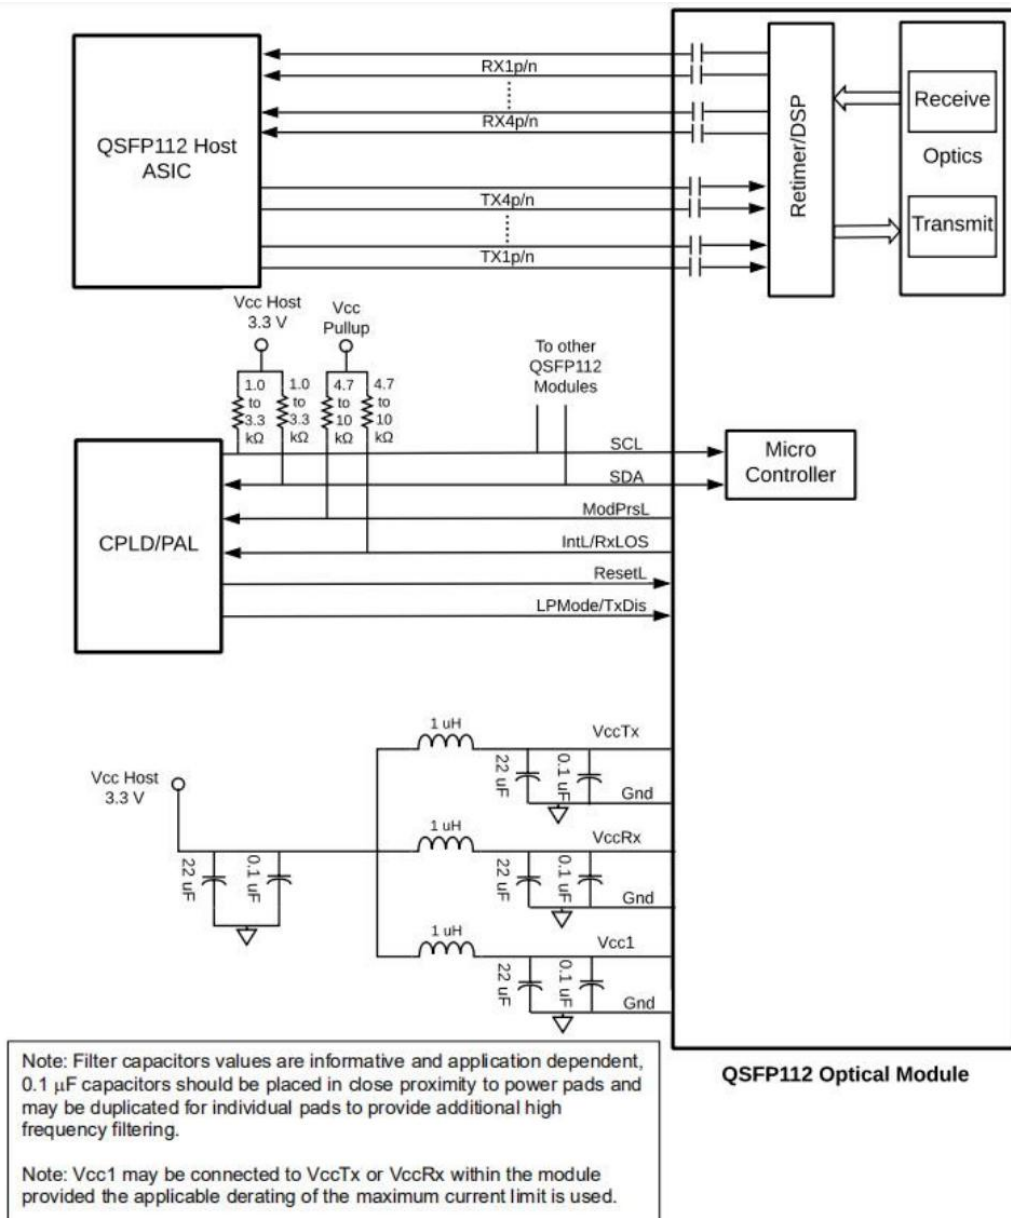 QSFP112 Host
ASIC
RX1p/n
RX4p/n
TX4p/n
TX1p/n
Retimer/DSP
Receive
Optics
Transmit
Vcc Host
3.3 V
Vcc
Pullup
1.0
to
3.3
kΩ
1.0
to
3.3
kΩ
4.7
to
10
kΩ
4.7
to
10
kΩ
To other
QSFP112
Modules
CPLD/PAL
SCL
SDA
ModPrsL
IntL/RxLOS
ResetL
LPMode/TxDis
Micro
Controller
Vcc Host
3.3 V
22 uF
0.1 uF
1 uH
VccTx
22 uF
0.1 uF
Gnd
1 uH
VccRx
22 uF
0.1 uF
Gnd
1 uH
Vcc1
22 uF
0.1 uF
Gnd
QSFP112 Optical Module
Note: Filter capacitors values are informative and application dependent,
0.1 μF capacitors should be placed in close proximity to power pads and
may be duplicated for individual pads to provide additional high
frequency filtering.
Note: Vcc1 may be connected to VccTx or VccRx within the module
provided the applicable derating of the maximum current limit is used.